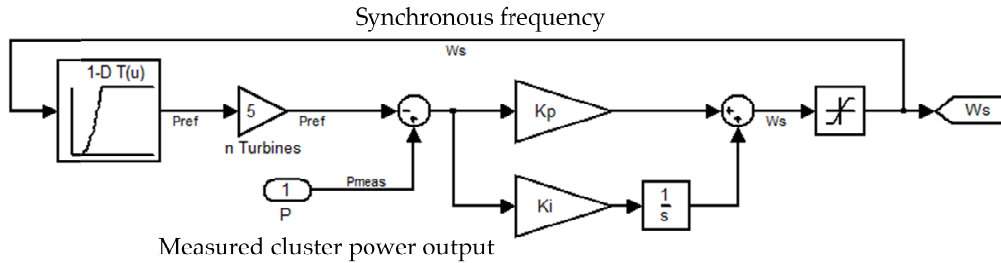 Synchronous frequency
Ws
1-D T(u)
Pref
5
Pref
n Turbines
Kp
Ws
Ws
1
P
Pmeas
Ki
1
s
Measured cluster power output